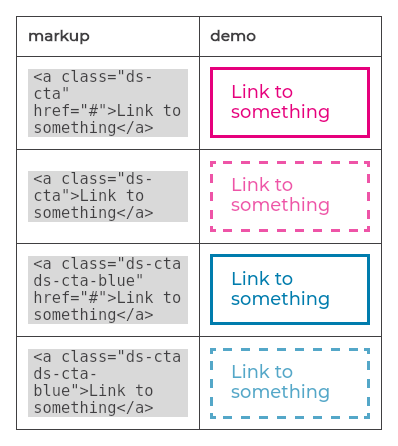 markup
demo
<a class="ds-
cta"
href="#">Link to
something</a>
Link to
something
<a class="ds-
cta">Link to
something</a>
Link to
something
<a class="ds-cta
ds-cta-blue"
href="#">Link to
something</a>
Link to
something
<a class="ds-cta
ds-cta-
blue">Link to
something</a>
Link to
something